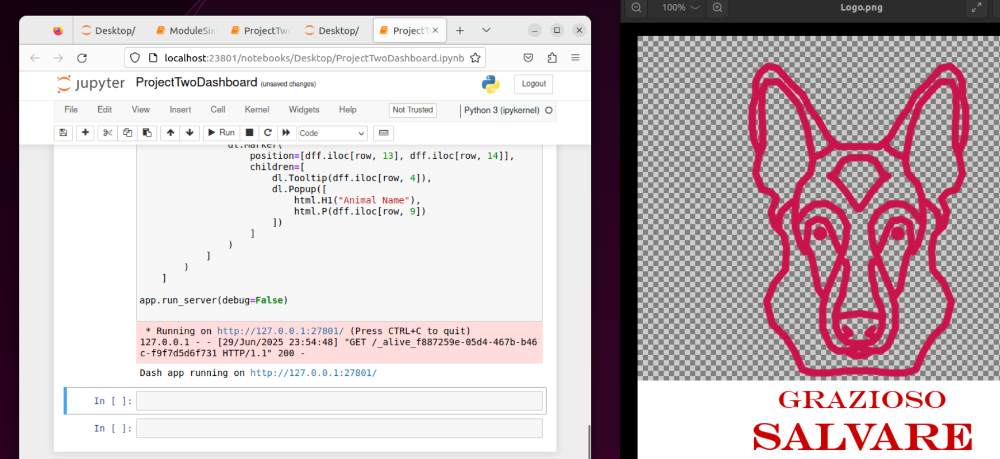 Desktop/
ModuleSix
ProjectTwo
Desktop/
ProjectT
localhost:23801/notebooks/Desktop/ProjectTwoDashboard.ipynb
jupyter ProjectTwoDashboard (unsaved changes)
Logout
File Edit View Insert Cell Kernel Widgets Help Not Trusted Python 3 (ipykernel)
Run Code
dl.Marker(
position=[dff.iloc[row, 13], dff.iloc[row, 14]],
children=[
dl.Tooltip(dff.iloc[row, 4]),
dl.Popup([
html.H1("Animal Name"),
html.P(dff.iloc[row, 9])
])
]
)
]
)
]
app.run_server(debug=False)
* Running on http://127.0.0.1:27801/ (Press CTRL+C to quit)
127.0.0.1 - - [29/Jun/2025 23:54:48] "GET /_alive_f887259e-05d4-467b-b46
c-f9f7d5d6f731 HTTP/1.1" 200 -
Dash app running on http://127.0.0.1:27801/
In [ ]:
In [ ]:
100%
Logo.png
GRAZIOSO
SALVARE